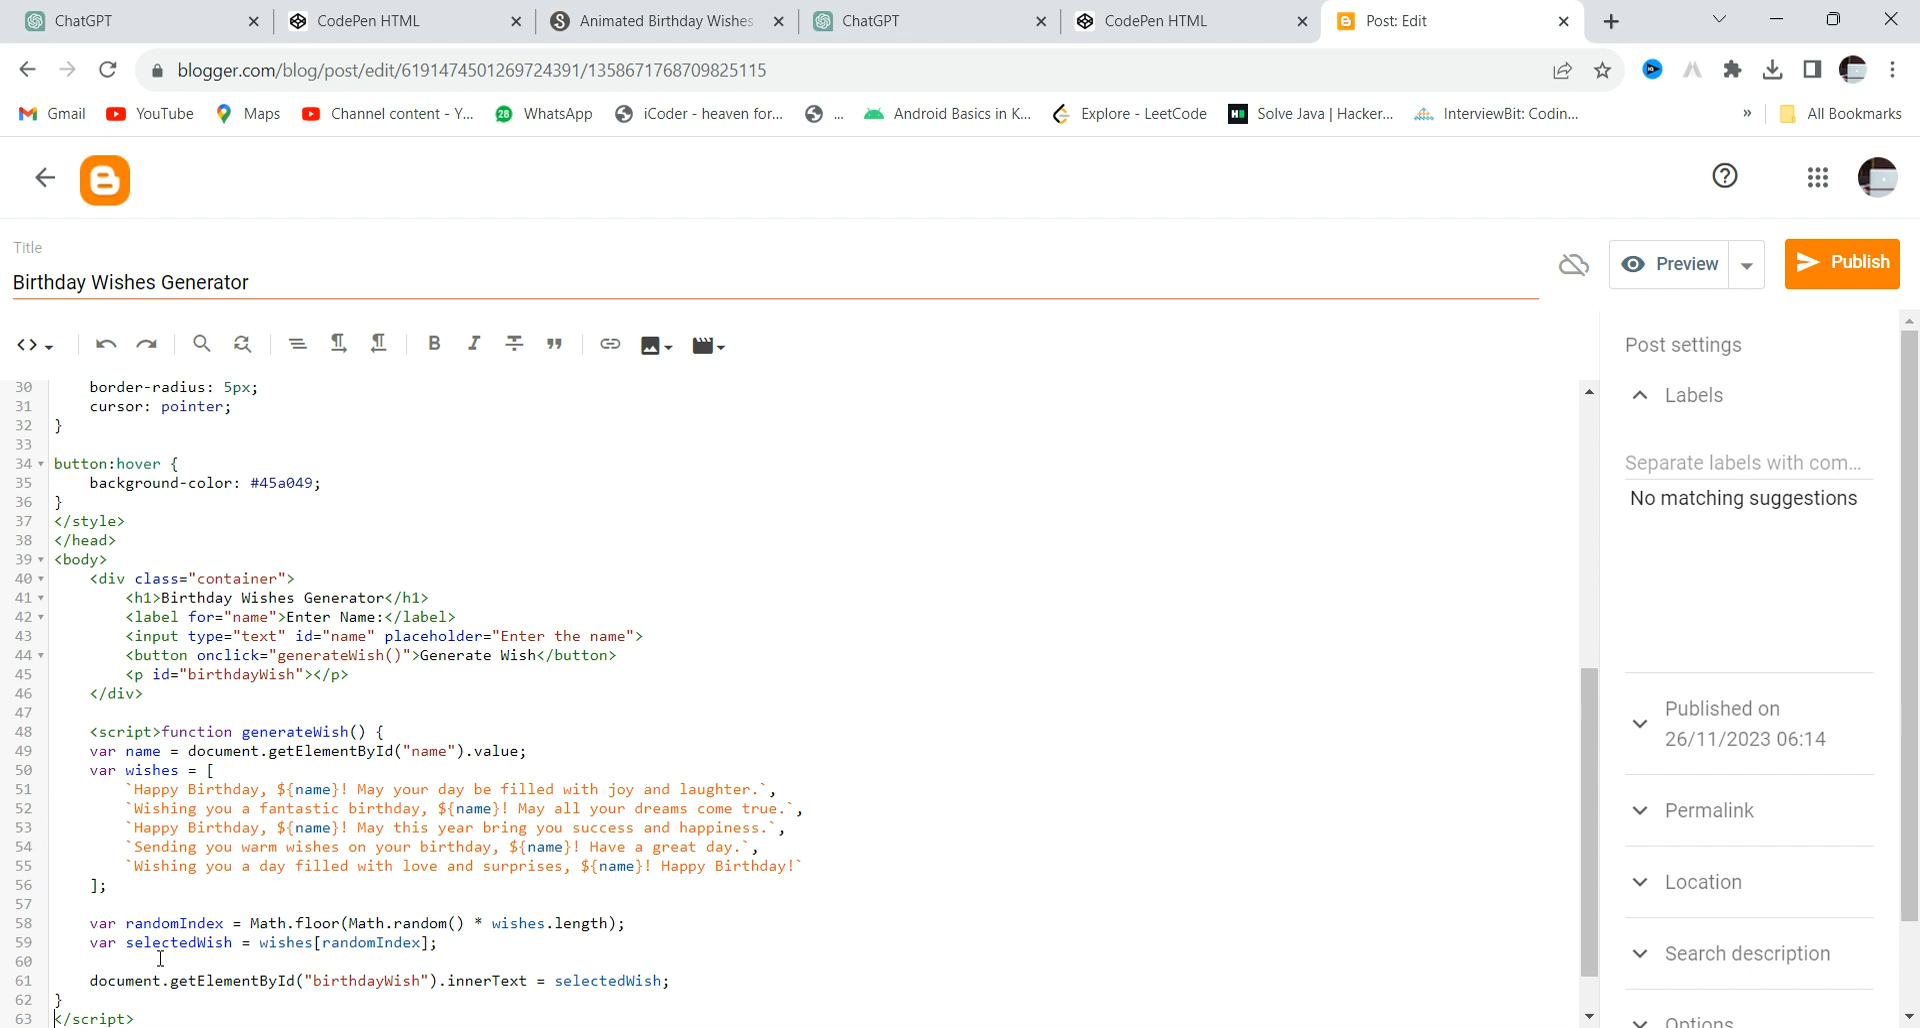 ChatGPT
CodePen HTML
Animated Birthday Wishes
ChatGPT
CodePen HTML
Post: Edit
blogger.com/blog/post/edit/6191474501269724391/1358671768709825115
Gmail
YouTube
Maps
Channel content - Y...
28
WhatsApp
iCoder - heaven for...
...
Android Basics in K...
Explore - LeetCode
Solve Java | Hacker...
InterviewBit: Codin...
»
All Bookmarks
Title
Birthday Wishes Generator
Preview
Publish
30 border-radius: 5px;
31 cursor: pointer;
32 }
33
34 button:hover {
35 background-color: #45a049;
36 }
37 </style>
38 </head>
39 <body>
40 <div class="container">
41 <h1>Birthday Wishes Generator</h1>
42 <label for="name">Enter Name:</label>
43 <input type="text" id="name" placeholder="Enter the name">
44 <button onclick="generateWish()">Generate Wish</button>
45 <p id="birthdayWish"></p>
46 </div>
47
48 <script>function generateWish() {
49 var name = document.getElementById("name").value;
50 var wishes = [
51 `Happy Birthday, ${name}! May your day be filled with joy and laughter.`,
52 `Wishing you a fantastic birthday, ${name}! May all your dreams come true.`,
53 `Happy Birthday, ${name}! May this year bring you success and happiness.`,
54 `Sending you warm wishes on your birthday, ${name}! Have a great day.`,
55 `Wishing you a day filled with love and surprises, ${name}! Happy Birthday!`
56 ];
57
58 var randomIndex = Math.floor(Math.random() * wishes.length);
59 var selectedWish = wishes[randomIndex];
60
61 document.getElementById("birthdayWish").innerText = selectedWish;
62 }
63 </script>
Post settings
Labels
Separate labels with com...
No matching suggestions
Published on
26/11/2023 06:14
Permalink
Location
Search description
Options